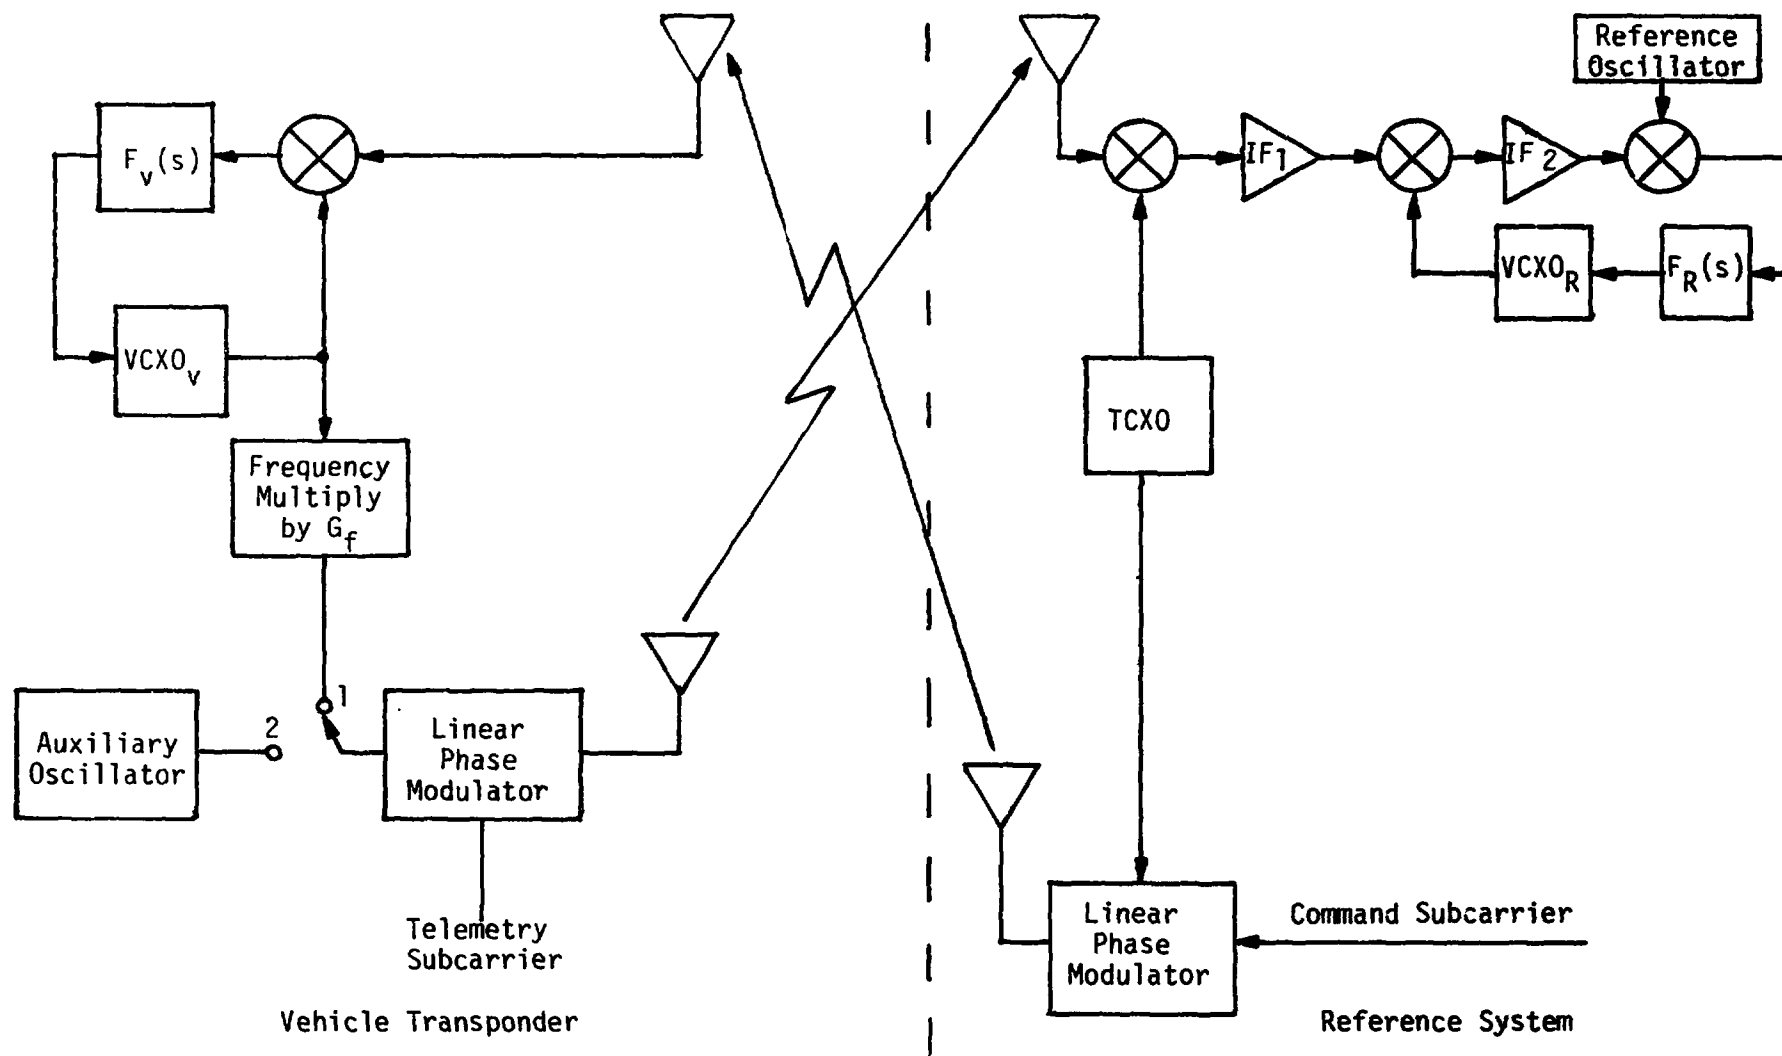 Reference
Oscillator
F_v(s)
IF_1
IF_2
VCXO_R
F_R(s)
VCXO_v
TCXO
Frequency
Multiply
by G_f
1
2
Auxiliary
Oscillator
Linear
Phase
Modulator
Telemetry
Subcarrier
Linear
Phase
Modulator
Command Subcarrier
Vehicle Transponder
Reference System